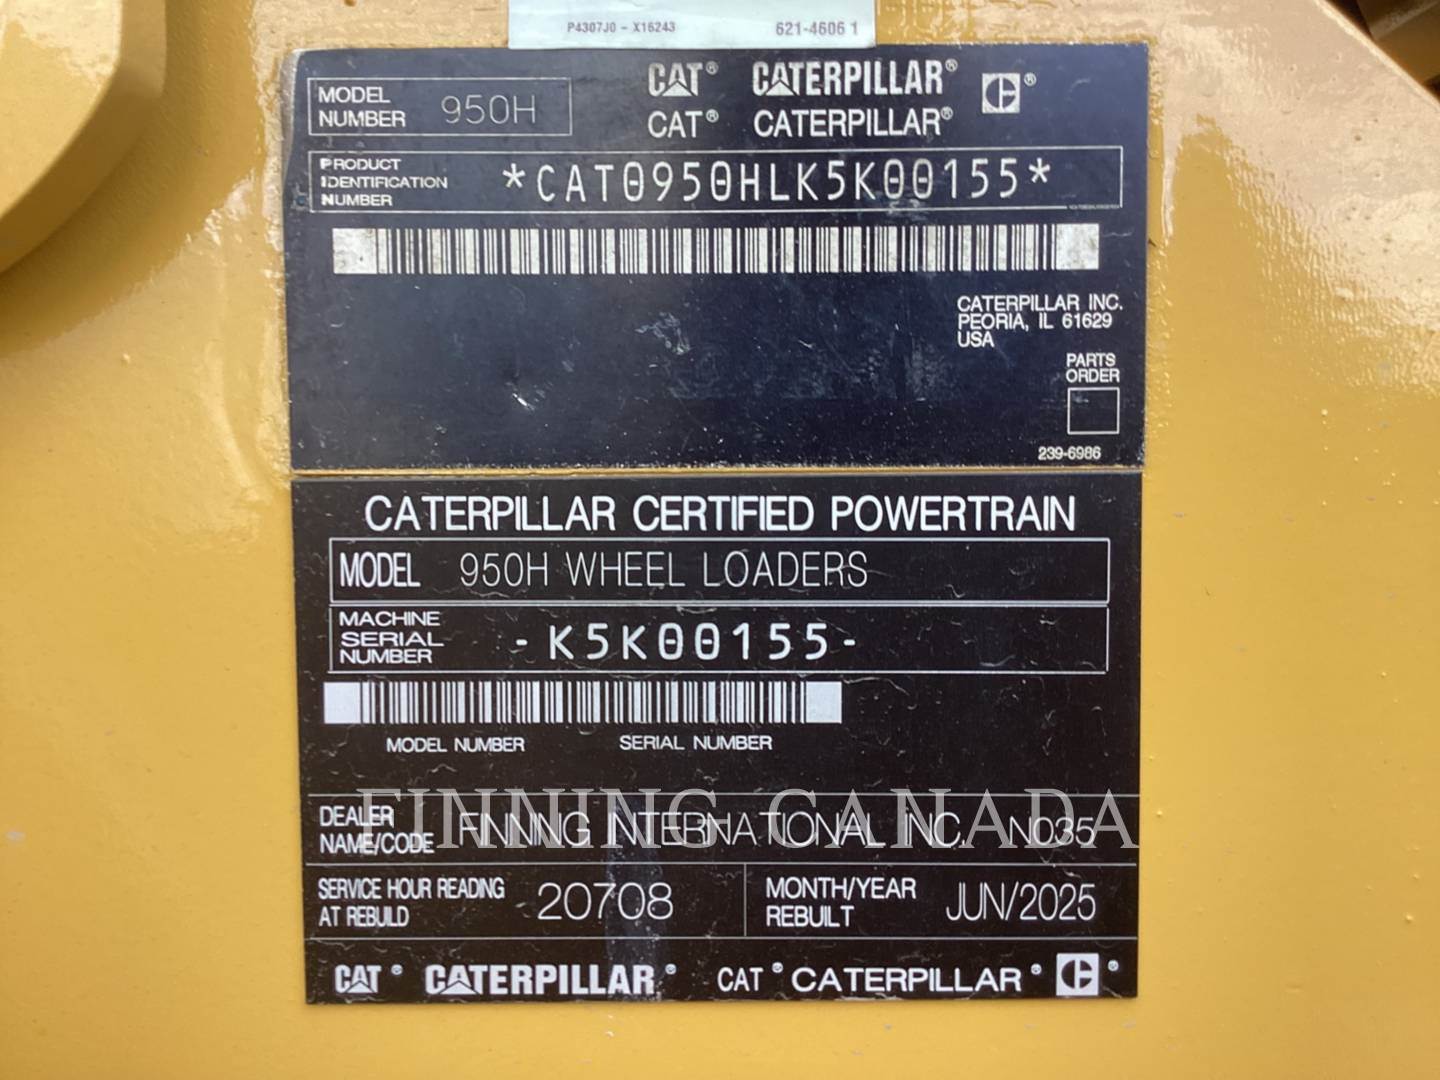 P4307J0 - X16243 621-4606 1
CAT® CATERPILLAR® C®
MODEL NUMBER 950H
CAT® CATERPILLAR®
PRODUCT IDENTIFICATION NUMBER *CAT0950HLK5K00155*
CATERPILLAR INC.
PEORIA, IL 61629
USA
PARTS
ORDER
239-6986
CATERPILLAR CERTIFIED POWERTRAIN
MODEL 950H WHEEL LOADERS
MACHINE SERIAL NUMBER -K5K00155-
MODEL NUMBER SERIAL NUMBER
FINNING CANADA
DEALER NAME/CODE FINNING INTERNATIONAL INC. N035
SERVICE HOUR READING AT REBUILD 20708 MONTH/YEAR REBUILT JUN/2025
CAT® CATERPILLAR® CAT® CATERPILLAR® C®